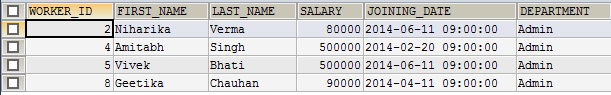 WORKER_ID FIRST_NAME LAST_NAME SALARY JOINING_DATE DEPARTMENT
2 Niharika Verma 80000 2014-06-11 09:00:00 Admin
4 Amitabh Singh 500000 2014-02-20 09:00:00 Admin
5 Vivek Bhati 500000 2014-06-11 09:00:00 Admin
8 Geetika Chauhan 90000 2014-04-11 09:00:00 Admin